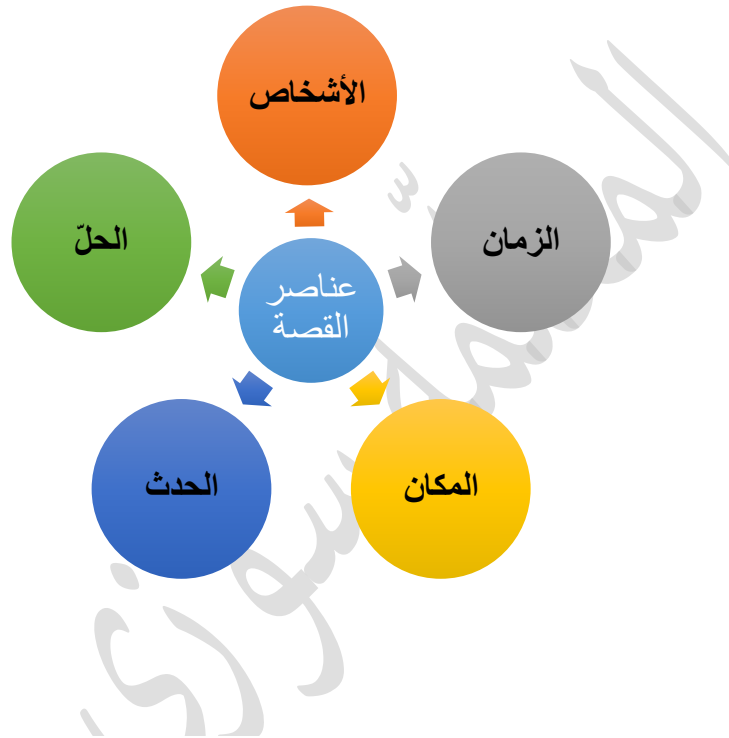 الأشخاص
الزمان
الحلّ
عناصر
القصة
المكان
الحدث